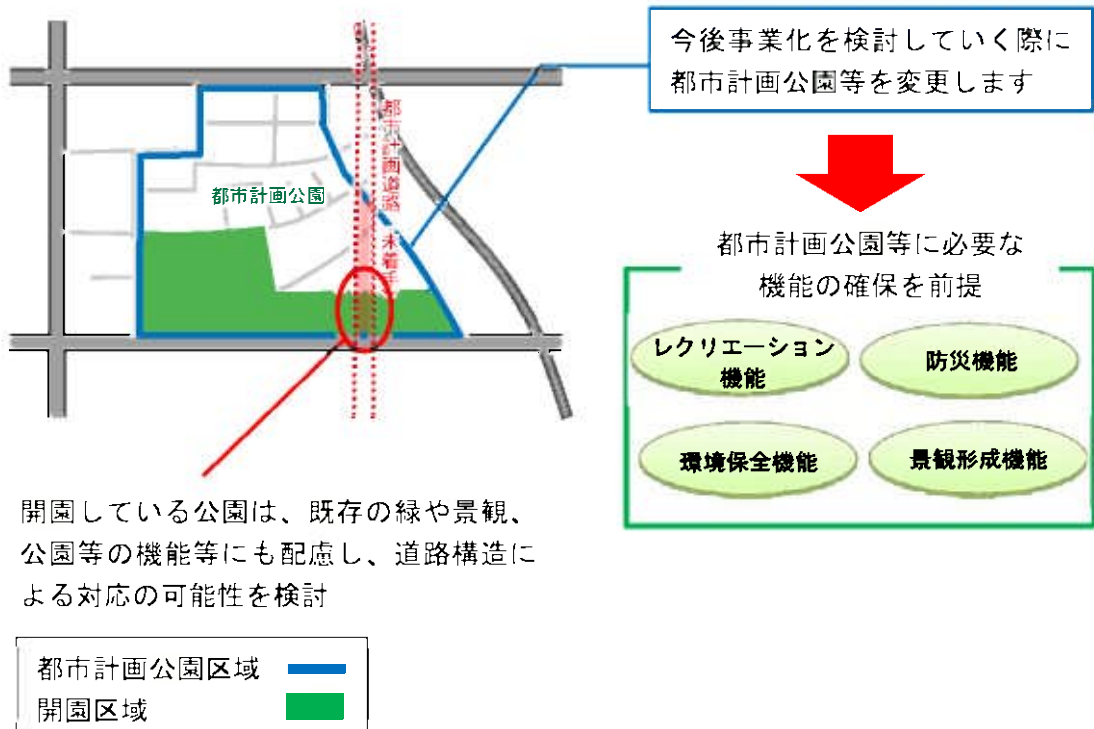 今後事業化を検討していく際に
都市計画公園等を変更します
都市計画道路（未着手）
都市計画公園
都市計画公園等に必要な
機能の確保を前提
レクリエーション
機能
防災機能
環境保全機能
景観形成機能
開園している公園は、既存の緑や景観、
公園等の機能等にも配慮し、道路構造に
よる対応の可能性を検討
都市計画公園区域
開園区域